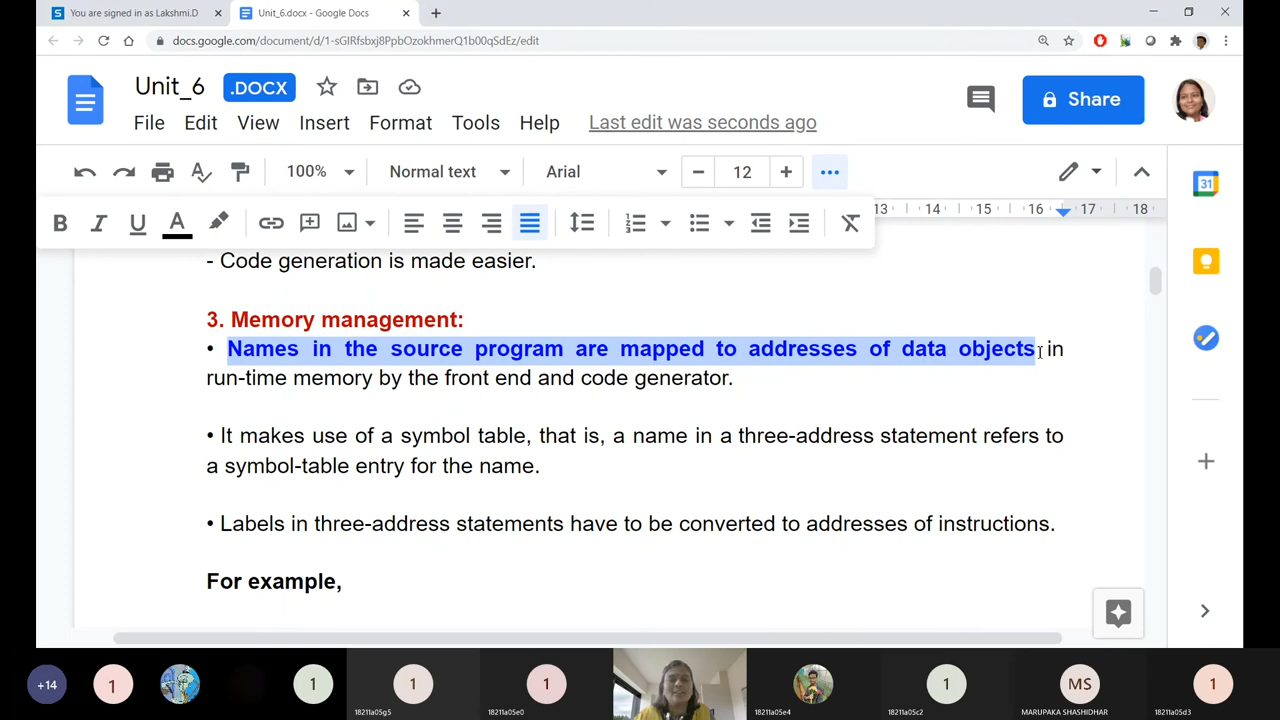 You are signed in as Lakshmi.D
Unit_6.docx - Google Docs
docs.google.com/document/d/1-sGIRfsbxj8PpbOzokhmerQ1b00qSdEz/edit
Unit_6
.DOCX
Share
File Edit View Insert Format Tools Help Last edit was seconds ago
100% Normal text Arial 12
13 14 15 16 17 18
31
- Code generation is made easier.
3. Memory management:
• Names in the source program are mapped to addresses of data objects in
run-time memory by the front end and code generator.
• It makes use of a symbol table, that is, a name in a three-address statement refers to
a symbol-table entry for the name.
• Labels in three-address statements have to be converted to addresses of instructions.
For example,
+14 1 1 1 1 1 MS 1
18211a05g5 18211a05e0 18211a05e4 18211a05c2 MARUPAKA SHASHIDHAR 18211a05d3